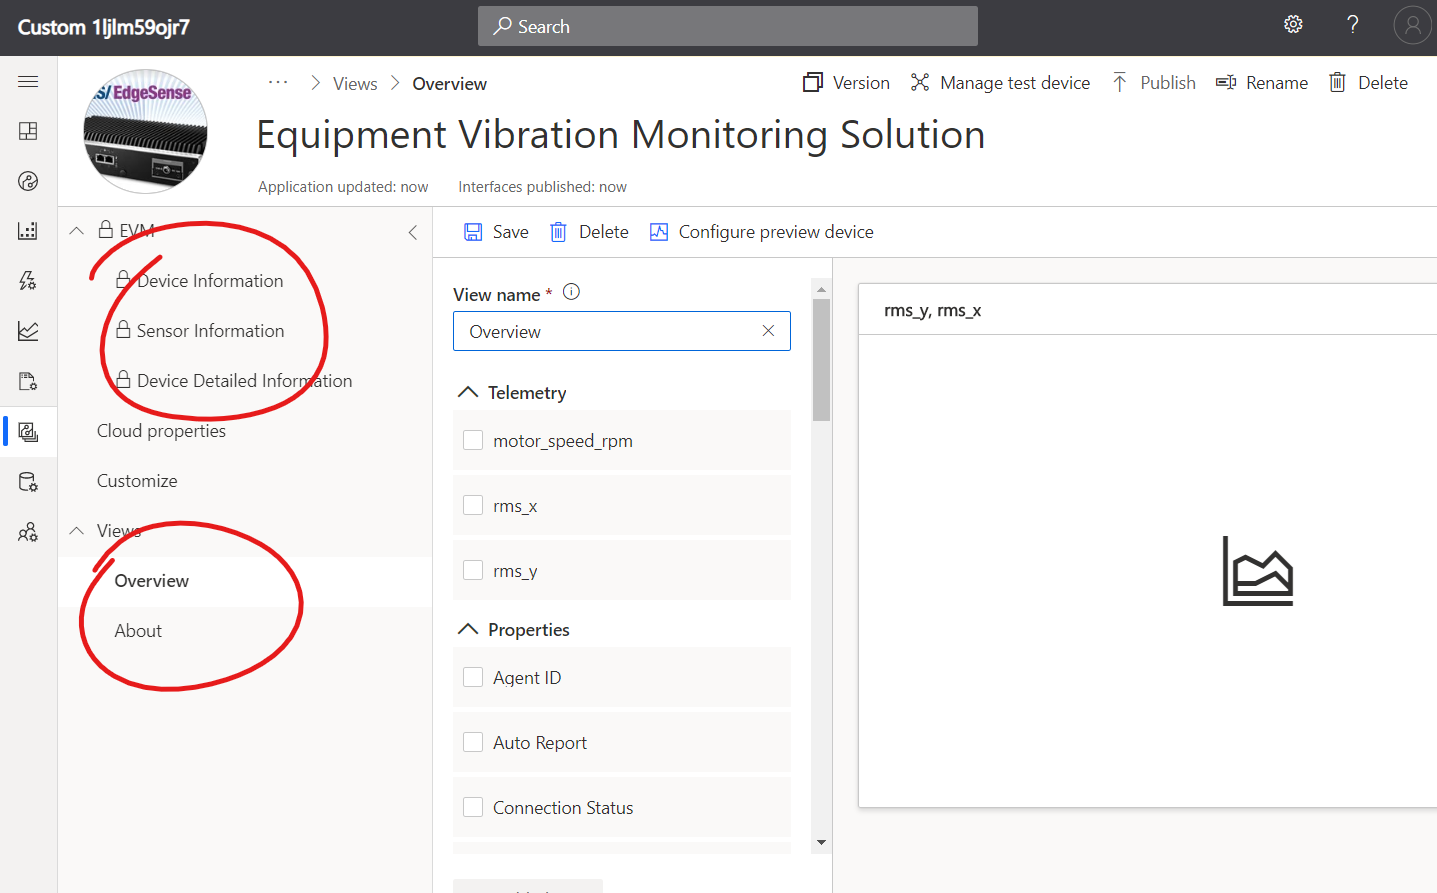 Custom 1ljlm59ojr7
Search
?
S/ EdgeSense
··· > Views > Overview
Version
Manage test device
Publish
Rename
Delete
Equipment Vibration Monitoring Solution
Application updated: now
Interfaces published: now
EVM
Device Information
Sensor Information
Device Detailed Information
Cloud properties
Customize
Views
Overview
About
Save
Delete
Configure preview device
View name *
Overview
Telemetry
motor_speed_rpm
rms_x
rms_y
Properties
Agent ID
Auto Report
Connection Status
rms_y, rms_x